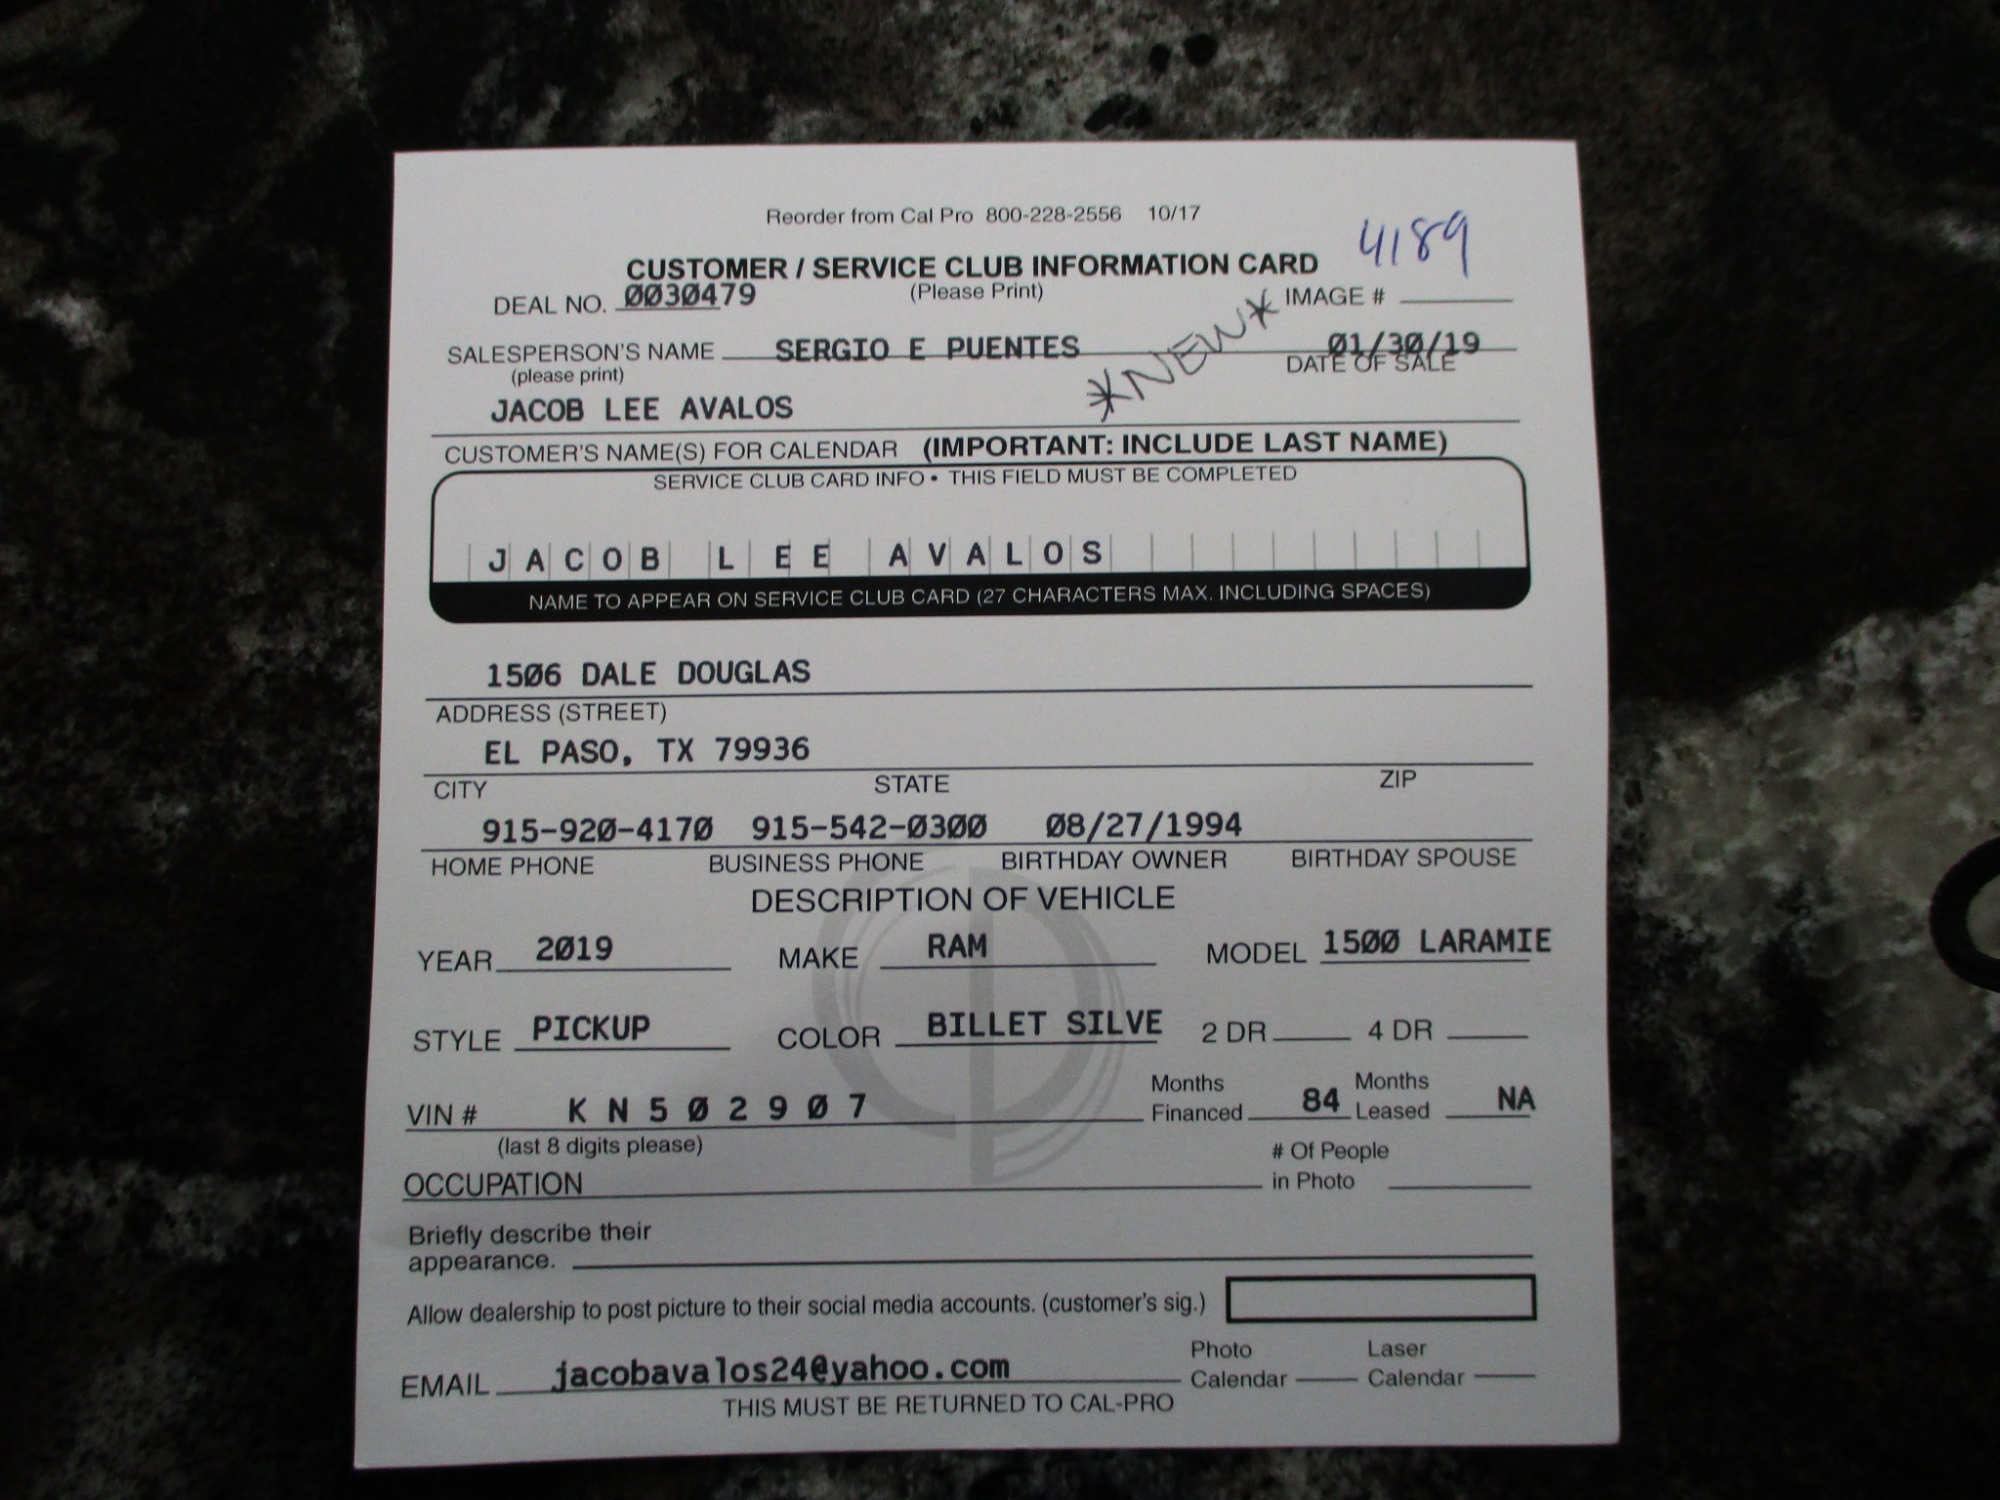 Reorder from Cal Pro 800-228-2556 10/17
4189
CUSTOMER / SERVICE CLUB INFORMATION CARD
DEAL NO. 0030479 (Please Print) IMAGE #
*NEW*
SALESPERSON'S NAME SERGIO E PUENTES 01/30/19
(please print) DATE OF SALE
JACOB LEE AVALOS
CUSTOMER'S NAME(S) FOR CALENDAR (IMPORTANT: INCLUDE LAST NAME)
SERVICE CLUB CARD INFO • THIS FIELD MUST BE COMPLETED
JACOB LEE AVALOS
NAME TO APPEAR ON SERVICE CLUB CARD (27 CHARACTERS MAX. INCLUDING SPACES)
1506 DALE DOUGLAS
ADDRESS (STREET)
EL PASO, TX 79936
CITY STATE ZIP
915-920-4170 915-542-0300 08/27/1994
HOME PHONE BUSINESS PHONE BIRTHDAY OWNER BIRTHDAY SPOUSE
DESCRIPTION OF VEHICLE
YEAR 2019 MAKE RAM MODEL 1500 LARAMIE
STYLE PICKUP COLOR BILLET SILVE 2 DR 4 DR
VIN # K N 5 0 2 9 0 7 Months Financed 84 Months Leased NA
(last 8 digits please)
OCCUPATION # Of People in Photo
Briefly describe their
appearance.
Allow dealership to post picture to their social media accounts. (customer's sig.)
EMAIL jacobavalos24@yahoo.com Photo Calendar Laser Calendar
THIS MUST BE RETURNED TO CAL-PRO